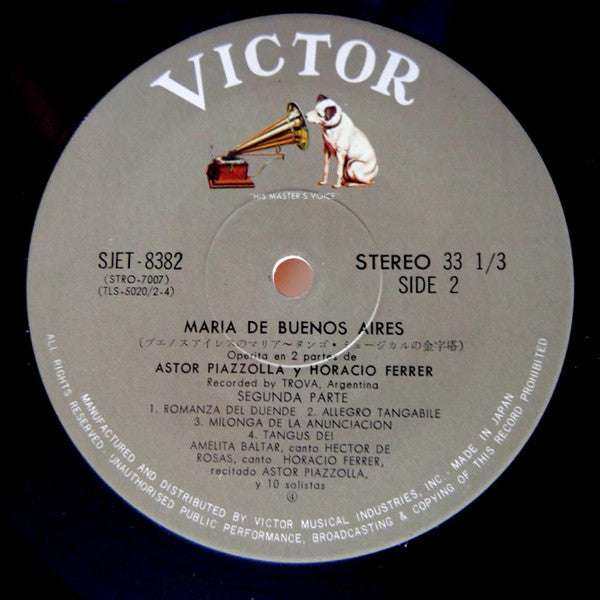 VICTOR
HIS MASTER'S VOICE
SJET-8382
(STRO-7007)
(TLS-5020/2-4)
STEREO 33 1/3
SIDE 2
MARIA DE BUENOS AIRES
(ブエノスアイレスのマリア〜タンゴ・ミュージカルの金字塔)
Operita en 2 partes de
ASTOR PIAZZOLLA y HORACIO FERRER
Recorded by TROVA, Argentina
SEGUNDA PARTE
1. ROMANZA DEL DUENDE 2. ALLEGRO TANGABILE
3. MILONGA DE LA ANUNCIACION
4. TANGUS DEI
AMELITA BALTAR, canto HECTOR DE
ROSAS, canto HORACIO FERRER,
recitado ASTOR PIAZZOLLA,
y 10 solistas
④
MANUFACTURED AND DISTRIBUTED BY VICTOR MUSICAL INDUSTRIES, INC., MADE IN JAPAN
ALL RIGHTS RESERVED. UNAUTHORISED PUBLIC PERFORMANCE, BROADCASTING & COPYING OF THIS RECORD PROHIBITED